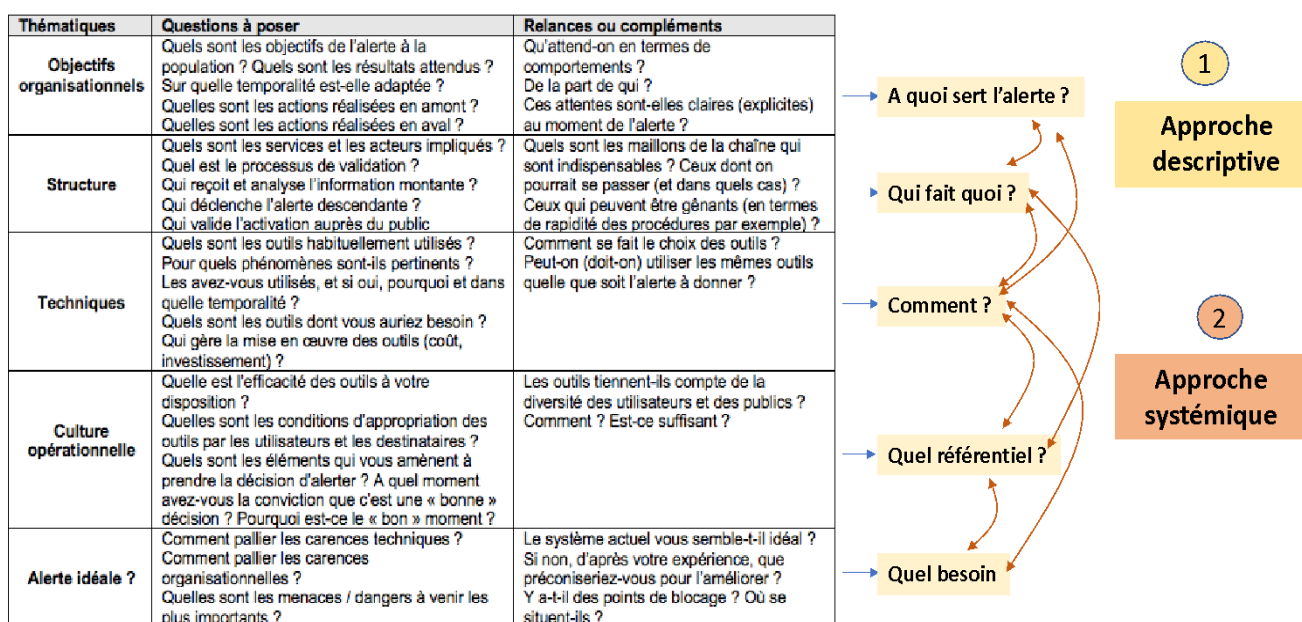 Thématiques
Questions à poser
Relances ou compléments
Objectifs
organisationnels
Quels sont les objectifs de l'alerte à la
population ? Quels sont les résultats attendus ?
Sur quelle temporalité est-elle adaptée ?
Quelles sont les actions réalisées en amont ?
Quelles sont les actions réalisées en aval ?
Qu'attend-on en termes de
comportements ?
De la part de qui ?
Ces attentes sont-elles claires (explicites)
au moment de l'alerte ?
Structure
Quels sont les services et les acteurs impliqués ?
Quel est le processus de validation ?
Qui reçoit et analyse l'information montante ?
Qui déclenche l'alerte descendante ?
Qui valide l'activation auprès du public
Quels sont les maillons de la chaîne qui
sont indispensables ? Ceux dont on
pourrait se passer (et dans quels cas) ?
Ceux qui peuvent être gênants (en termes
de rapidité des procédures par exemple) ?
Techniques
Quels sont les outils habituellement utilisés ?
Pour quels phénomènes sont-ils pertinents ?
Les avez-vous utilisés, et si oui, pourquoi et dans
quelle temporalité ?
Quels sont les outils dont vous auriez besoin ?
Qui gère la mise en œuvre des outils (coût,
investissement) ?
Comment se fait le choix des outils ?
Peut-on (doit-on) utiliser les mêmes outils
quelle que soit l'alerte à donner ?
Culture
opérationnelle
Quelle est l'efficacité des outils à votre
disposition ?
Quelles sont les conditions d'appropriation des
outils par les utilisateurs et les destinataires ?
Quels sont les éléments qui vous amènent à
prendre la décision d'alerter ? A quel moment
avez-vous la conviction que c'est une « bonne »
décision ? Pourquoi est-ce le « bon » moment ?
Les outils tiennent-ils compte de la
diversité des utilisateurs et des publics ?
Comment ? Est-ce suffisant ?
Alerte idéale ?
Comment pallier les carences techniques ?
Comment pallier les carences
organisationnelles ?
Quelles sont les menaces / dangers à venir les
plus importants ?
Le système actuel vous semble-t-il idéal ?
Si non, d'après votre expérience, que
préconiseriez-vous pour l'améliorer ?
Y a-t-il des points de blocage ? Où se
situent-ils ?
A quoi sert l'alerte ?
Qui fait quoi ?
Comment ?
Quel référentiel ?
Quel besoin
1
Approche
descriptive
2
Approche
systémique